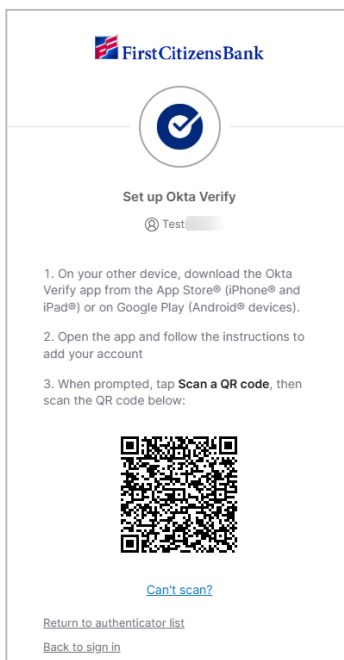 First Citizens Bank
Set up Okta Verify
Test
1. On your other device, download the Okta
Verify app from the App Store® (iPhone® and
iPad®) or on Google Play (Android® devices).
2. Open the app and follow the instructions to
add your account
3. When prompted, tap Scan a QR code, then
scan the QR code below:
Can't scan?
Return to authenticator list
Back to sign in